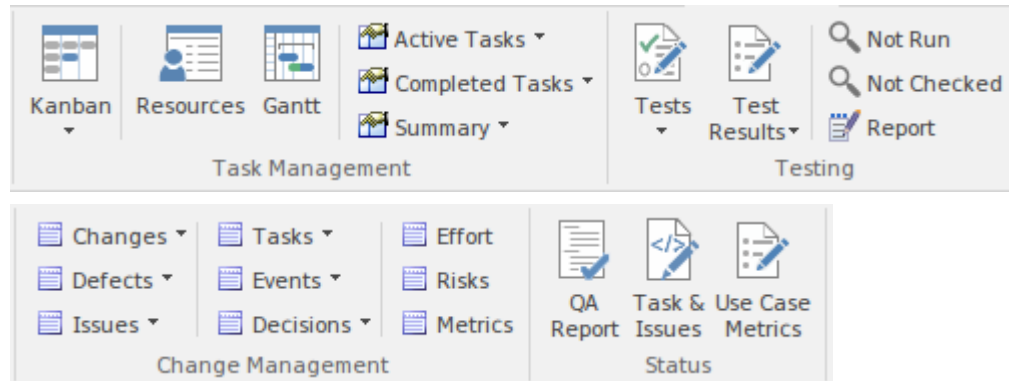 Kanban
Resources
Gantt
Active Tasks
Completed Tasks
Summary
Task Management
Tests
Test
Results
Not Run
Not Checked
Report
Testing
Changes
Defects
Issues
Tasks
Events
Decisions
Effort
Risks
Metrics
Change Management
QA
Report
Task &
Issues
Use Case
Metrics
Status